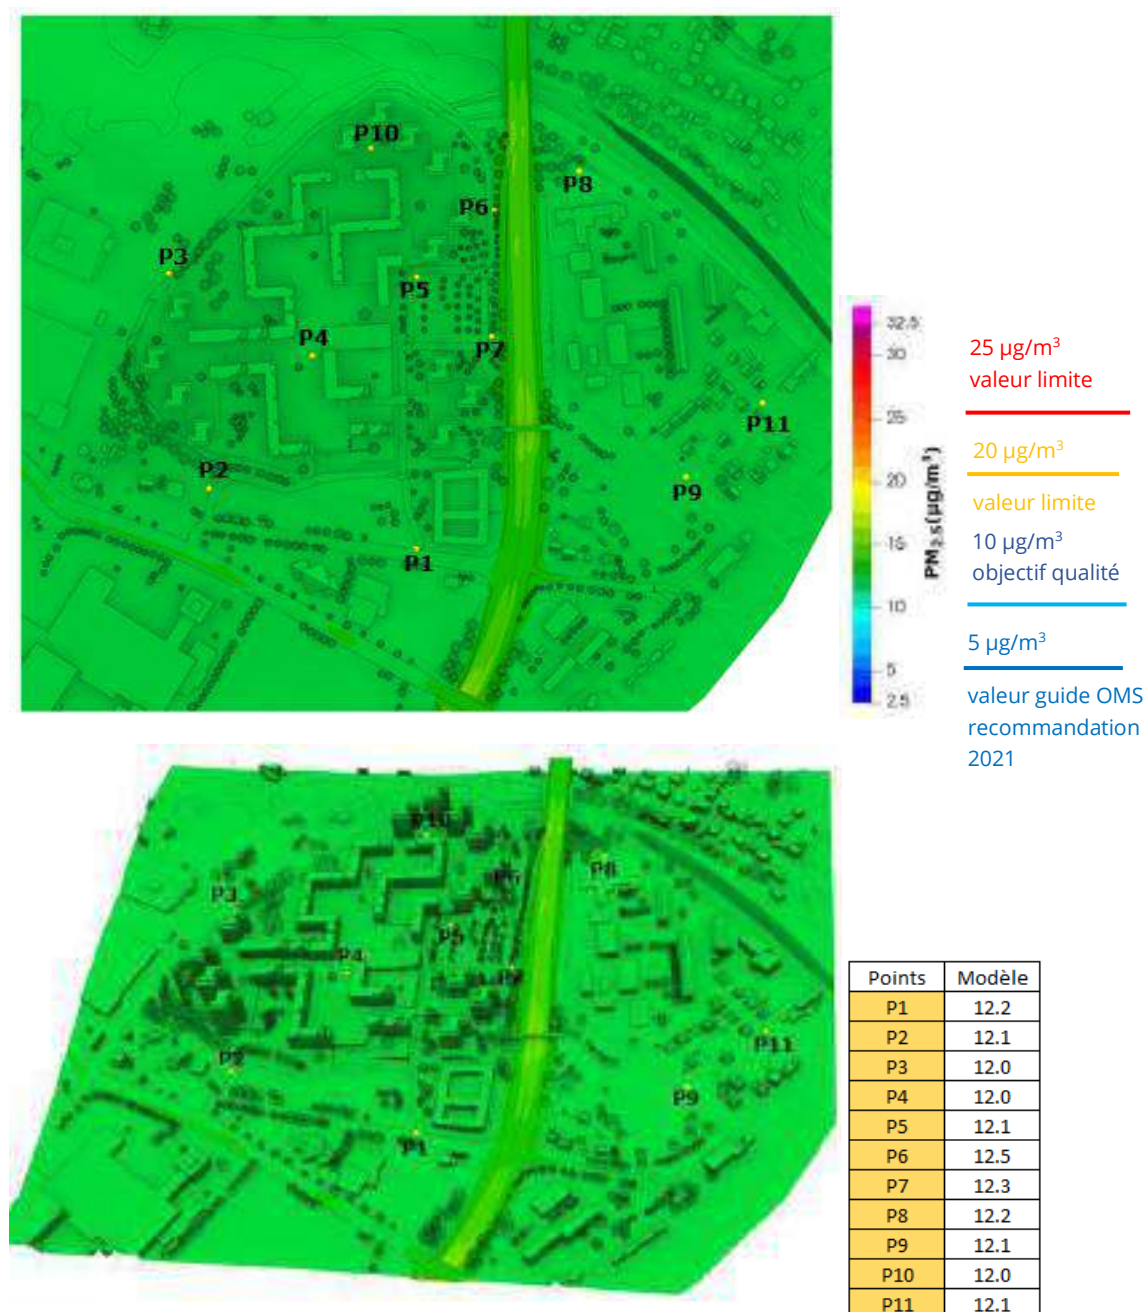 P10
P8
P6
P3
P5
P4
P7
P11
P2
P9
P1
32.5
30
25
20
15
10
5
2.5
PM2.5(µg/m³)
25 µg/m³
valeur limite
20 µg/m³
valeur limite
10 µg/m³
objectif qualité
5 µg/m³
valeur guide OMS
recommandation
2021
P10
P8
P6
P3
P5
P4
P7
P11
P2
P9
P1
Points Modèle
P1 12.2
P2 12.1
P3 12.0
P4 12.0
P5 12.1
P6 12.5
P7 12.3
P8 12.2
P9 12.1
P10 12.0
P11 12.1